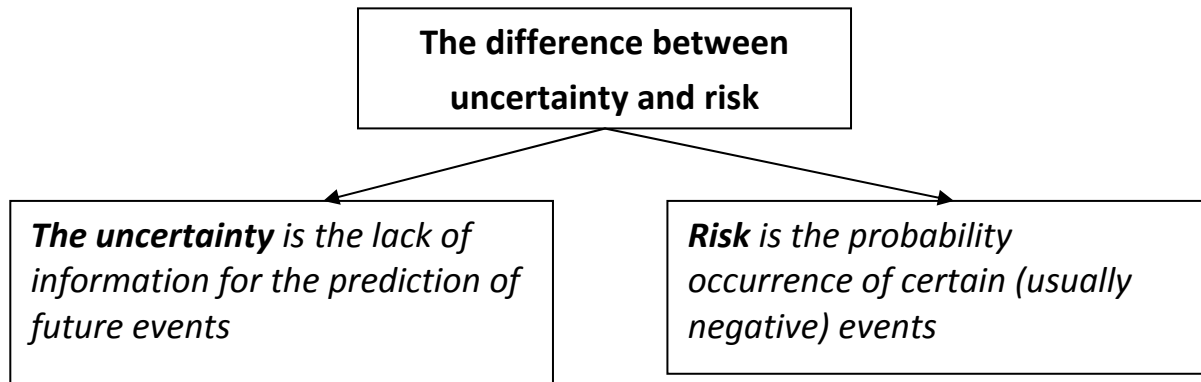 The difference between
uncertainty and risk
The uncertainty is the lack of
information for the prediction of
future events
Risk is the probability
occurrence of certain (usually
negative) events